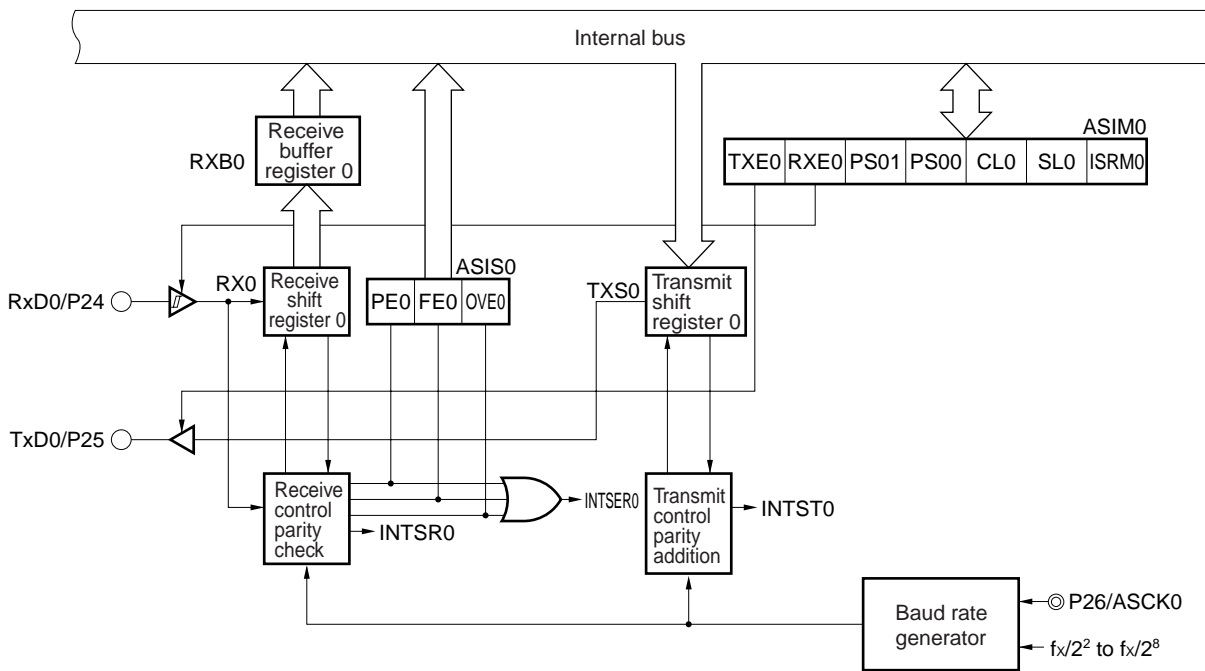 Internal bus
ASIM0
RXB0
Receive
buffer
register 0
TXE0 RXE0 PS01 PS00 CL0 SL0 ISRM0
RxD0/P24
RX0
Receive
shift
register 0
ASIS0
PE0 FE0 OVE0
TXS0
Transmit
shift
register 0
TxD0/P25
Receive
control
parity
check
INTSR0
INTSER0
Transmit
control
parity
addition
INTST0
Baud rate
generator
P26/ASCK0
fx/2² to fx/2⁸